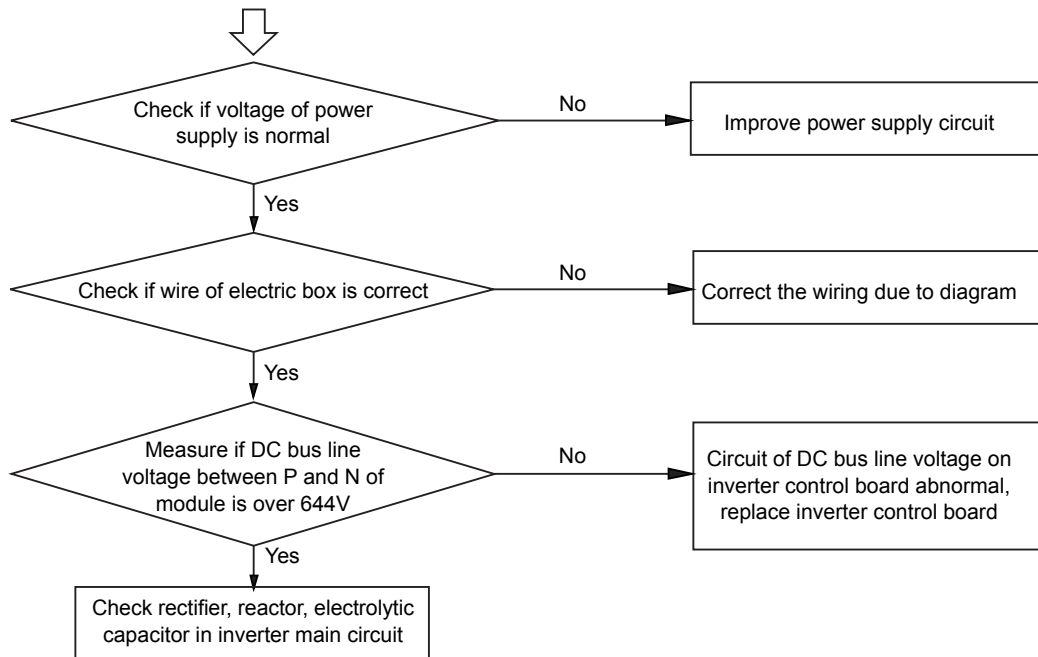 Check if voltage of power
supply is normal
No
Improve power supply circuit
Yes
Check if wire of electric box is correct
No
Correct the wiring due to diagram
Yes
Measure if DC bus line
voltage between P and N of
module is over 644V
No
Circuit of DC bus line voltage on
inverter control board abnormal,
replace inverter control board
Yes
Check rectifier, reactor, electrolytic
capacitor in inverter main circuit